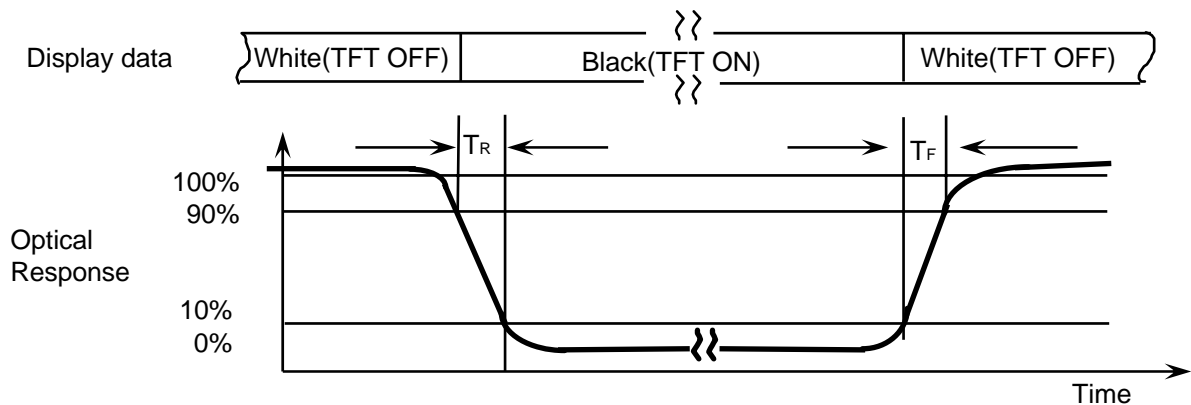 Display data
White(TFT OFF)
Black(TFT ON)
White(TFT OFF)
TR
TF
100%
90%
Optical
Response
10%
0%
Time